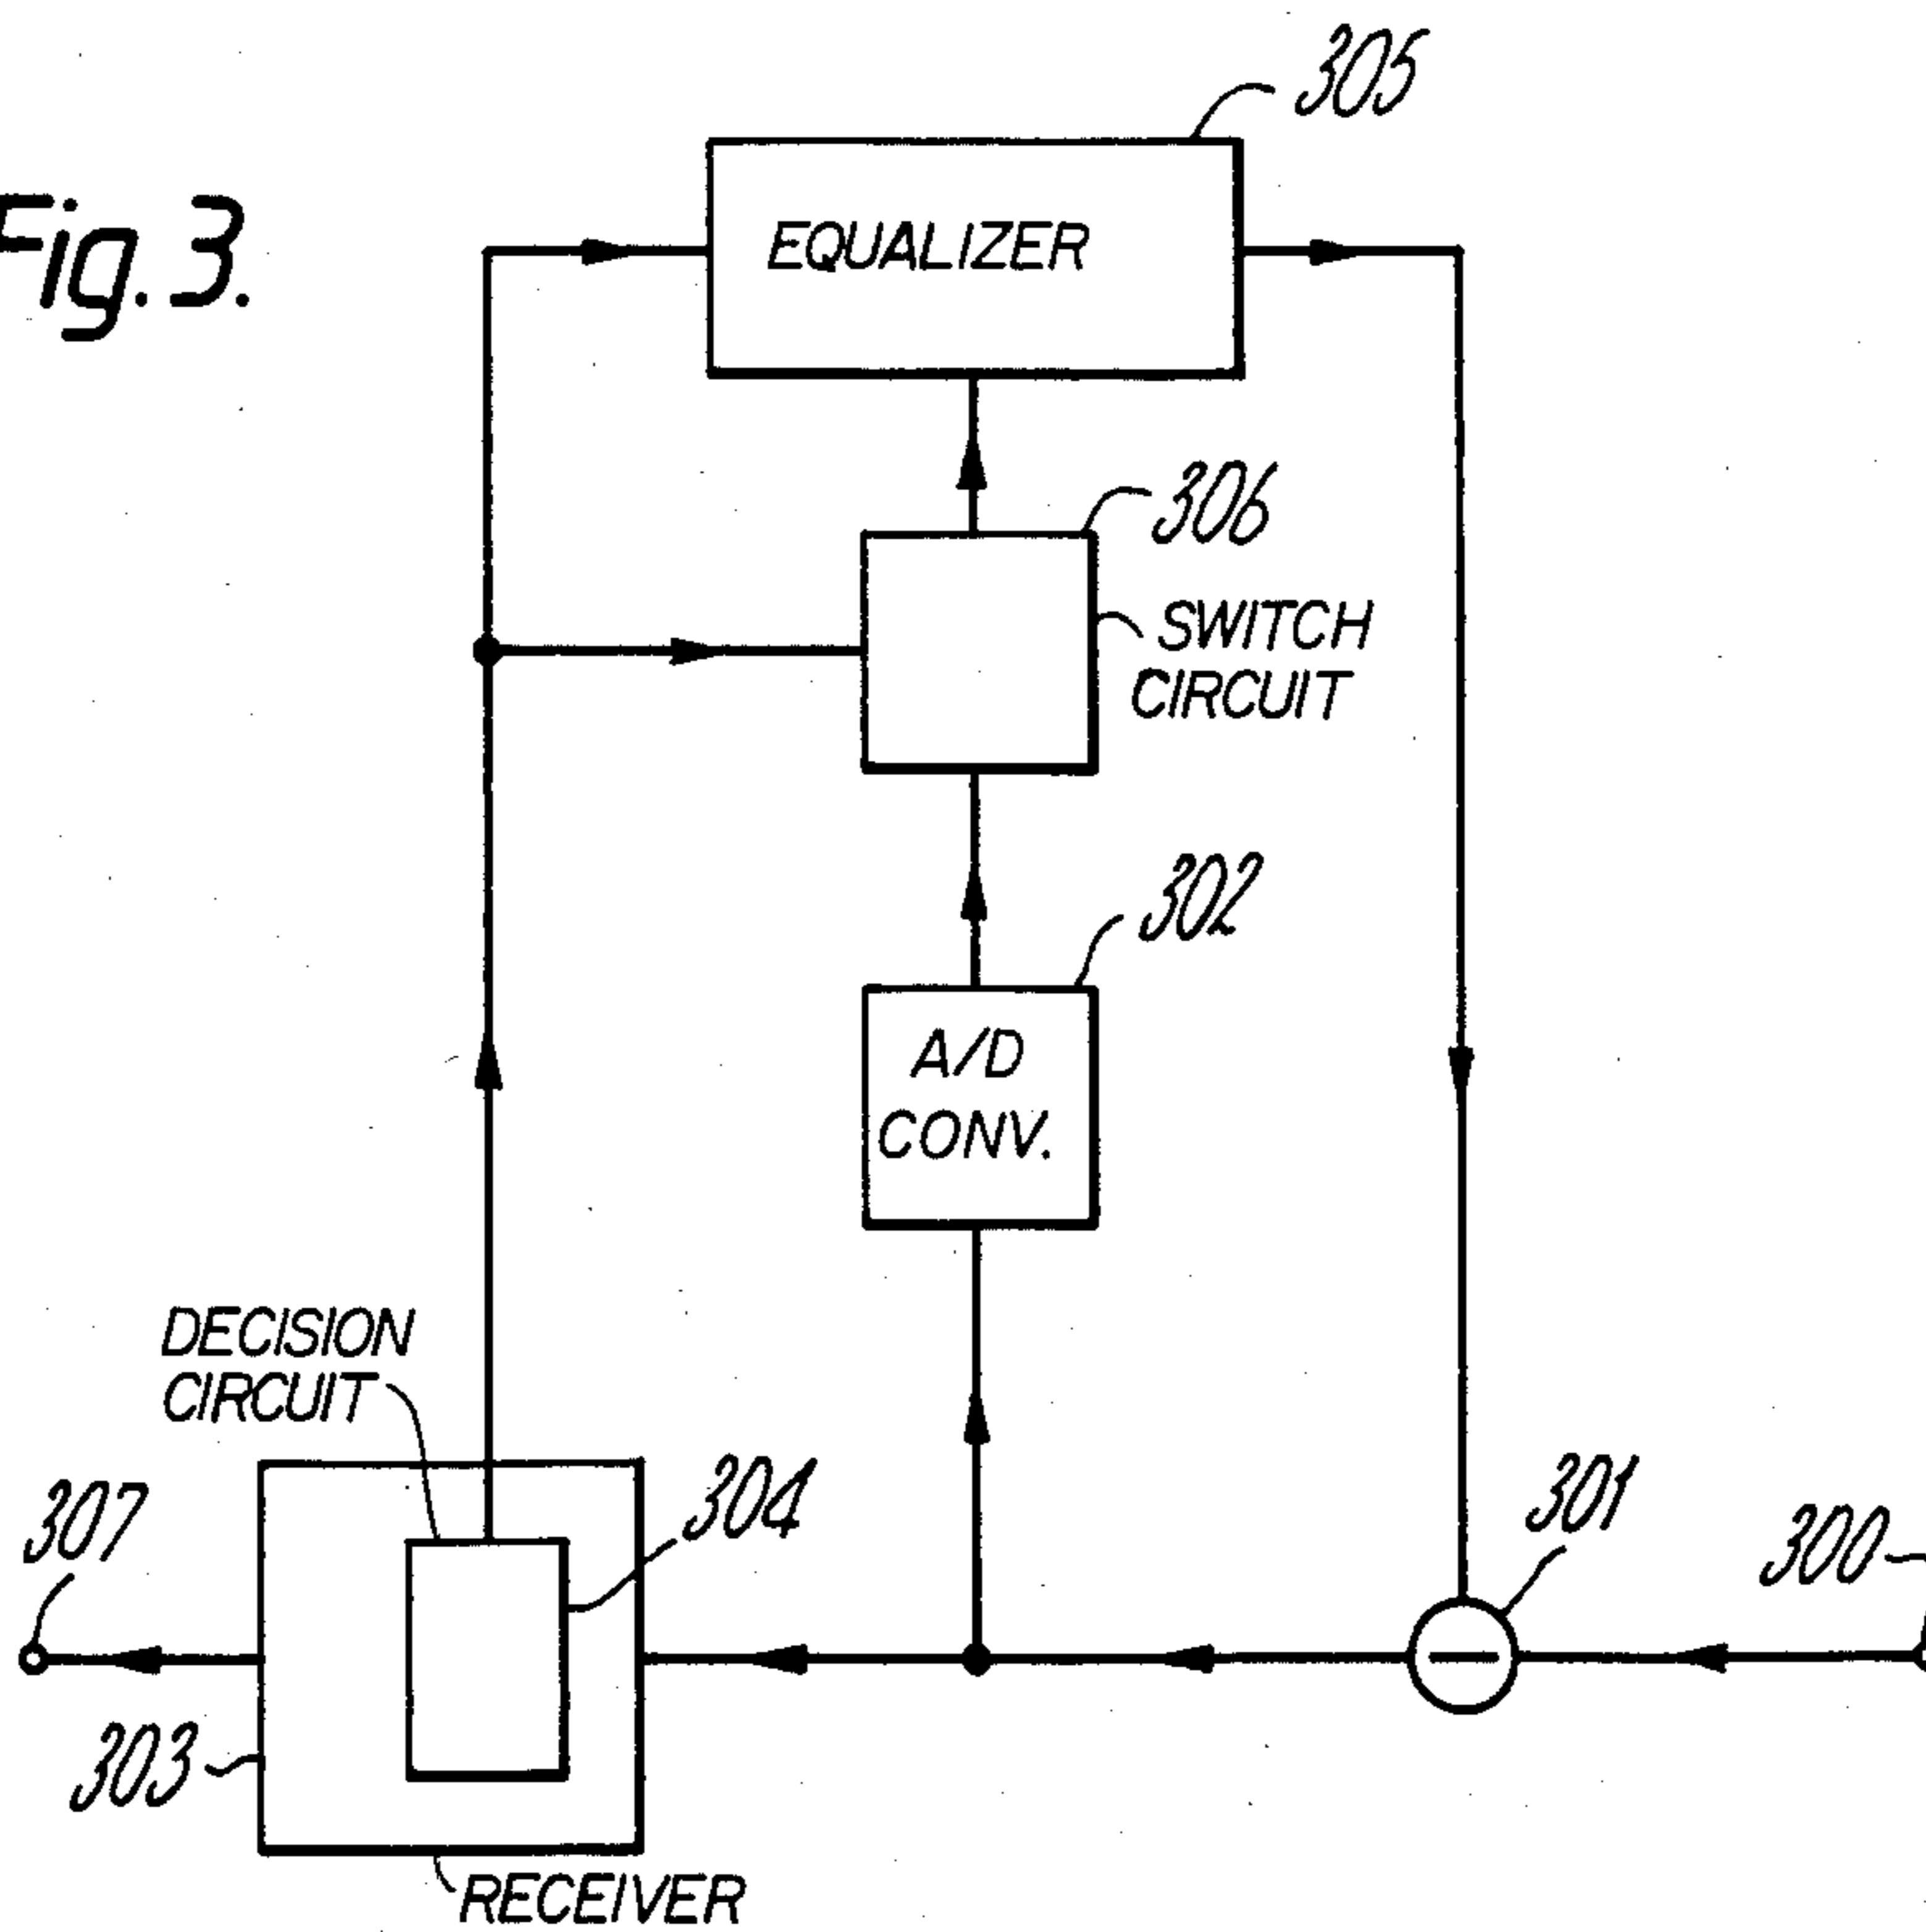 305
Fig. 3.
EQUALIZER
306
SWITCH
CIRCUIT
302
A/D
CONV.
DECISION
CIRCUIT
304
307
301
300
303
RECEIVER